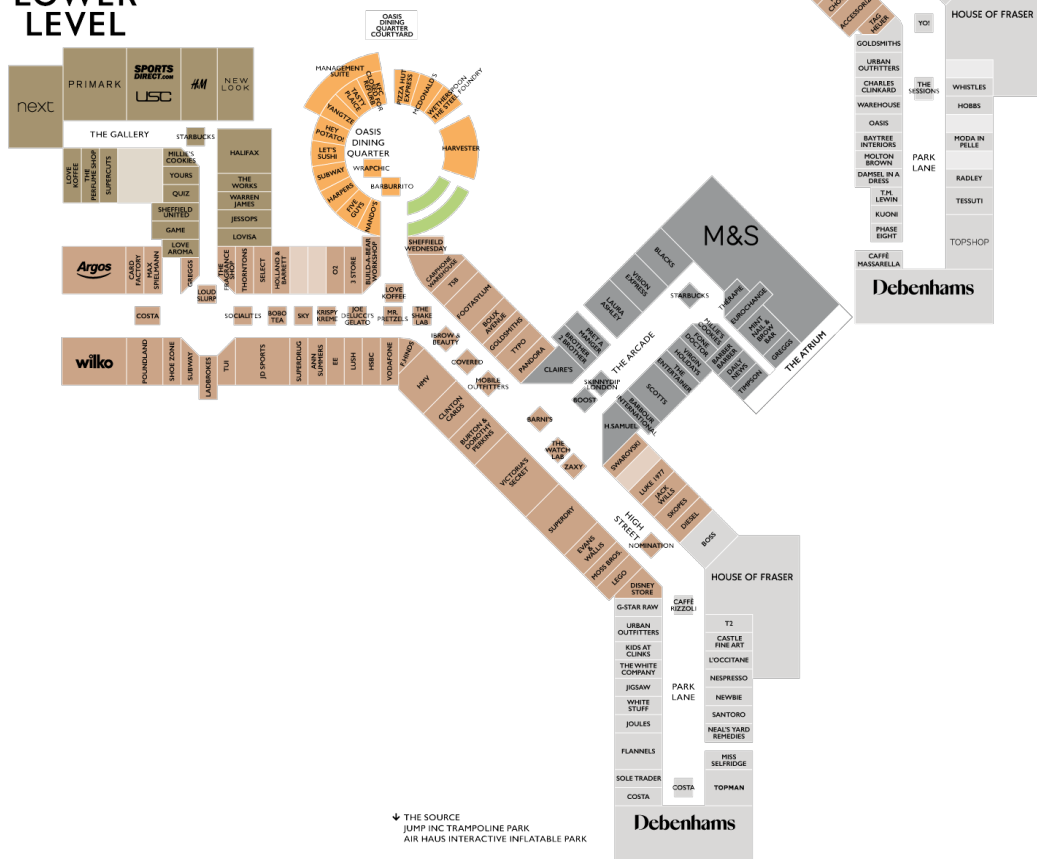 LOWER
LEVEL
OASIS
DINING
QUARTER
COURTYARD
next
PRIMARK
SPORTS
DIRECT.COM
USC
H&M
NEW
LOOK
THE GALLERY
STARBUCKS
LOVE
KOFFEE
THE
PERFUME SHOP
SUPERCUTS
MILLIE'S
COOKIES
YOURS
QUIZ
SHEFFIELD
UNITED
GAME
LOVE
AROMA
HALIFAX
THE
WORKS
WARREN
JAMES
JESSOPS
LOVISA
MANAGEMENT
SUITE
KFC
CLOSED FOR
REFURB
TASTY
PLACE
YANGTZE
HEY
POTATO!
LET'S
SUSHI
SUBWAY
HARPERS
FIVE
GUYS
NANDO'S
PIZZA HUT
EXPRESS
MCDONALD'S
WETHERSPOON
THE STEEL FOUNDRY
HARVESTER
OASIS
DINING
QUARTER
WRAPCHIC
BARBURRITO
Argos
CARD
FACTORY
MAX
SPIELMANN
GREGGS
THE
FRAGRANCE
SHOP
THORNTONS
SELECT
HOLLAND &
BARRETT
O2
3 STORE
BUILD-A-BEAR
WORKSHOP
SHEFFIELD
WEDNESDAY
CARPHONE
WAREHOUSE
TSB
FOOTASYLUM
BOUX
AVENUE
GOLDSMITHS
TYPO
PANDORA
LOUD
SLURP
COSTA
SOCIALITES
BOBO
TEA
SKY
KRISPY
KREME
JOE
DELUCCI'S
GELATO
LOVE
KOFFEE
MR.
PRETZELS
THE
SHAKE
LAB
IBROW &
BEAUTY
COVERED
MOBILE
OUTFITTERS
BARNI'S
THE
WATCH
LAB
ZAXY
NOMINATION
wilko
POUNDLAND
SHOE ZONE
SUBWAY
LADBROKES
TUI
JD SPORTS
SUPERDRUG
ANN
SUMMERS
EE
LUSH
HSBC
VODAFONE
F.HINDS
HMV
CLINTON
CARDS
BURTON &
DOROTHY
PERKINS
VICTORIA'S
SECRET
SUPERDRY
EVANS
&
WALLIS
MOSS BROS.
LEGO
DISNEY
STORE
HIGH
STREET
CLAIRE'S
BROTHER
2 BROTHER
PRET A
MANGER
LAURA
ASHLEY
VISION
EXPRESS
BLACKS
M&S
STARBUCKS
THE ARCADE
SKINNYDIP
LONDON
BOOST
THÉRAPIE
EUROCHANGE
MINT
NAIL &
BROW
BAR
GREGGS
THE ATRIUM
MILLIE'S
COOKIES
FONE
DOCTOR
VIRGIN
HOLIDAYS
THE
ENTERTAINER
SCOTTS
BARBOUR
INTERNATIONAL
H.SAMUEL
BARBER
BARBER
DAILY
NEWS
TIMPSON
SWAROVSKI
LUKE 1977
JACK
WILLS
SKOPES
DIESEL
BOSS
HOUSE OF FRASER
G-STAR RAW
URBAN
OUTFITTERS
KIDS AT
CLINKS
THE WHITE
COMPANY
JIGSAW
WHITE
STUFF
JOULES
FLANNELS
SOLE TRADER
COSTA
CAFFÈ
RIZZOLI
PARK
LANE
COSTA
T2
CASTLE
FINE ART
L'OCCITANE
NESPRESSO
NEWBIE
SANTORO
NEAL'S YARD
REMEDIES
MISS
SELFRIDGE
TOPMAN
Debenhams
THE SOURCE
JUMP INC TRAMPOLINE PARK
AIR HAUS INTERACTIVE INFLATABLE PARK
ACCESSORIZE
TAG
HEUER
YO!
HOUSE OF FRASER
GOLDSMITHS
URBAN
OUTFITTERS
CHARLES
CLINKARD
WAREHOUSE
OASIS
BAYTREE
INTERIORS
MOLTON
BROWN
DAMSEL IN A
DRESS
T.M.
LEWIN
KUONI
PHASE
EIGHT
CAFFÈ
MASSARELLA
THE
SESSIONS
PARK
LANE
WHISTLES
HOBBS
MODA IN
PELLE
RADLEY
TESSUTI
TOPSHOP
Debenhams